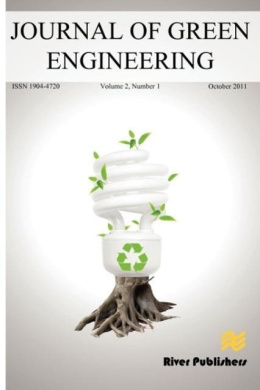 JOURNAL OF GREEN
ENGINEERING
ISSN 1904-4720 Volume 2, Number 1 October 2011
River Publishers